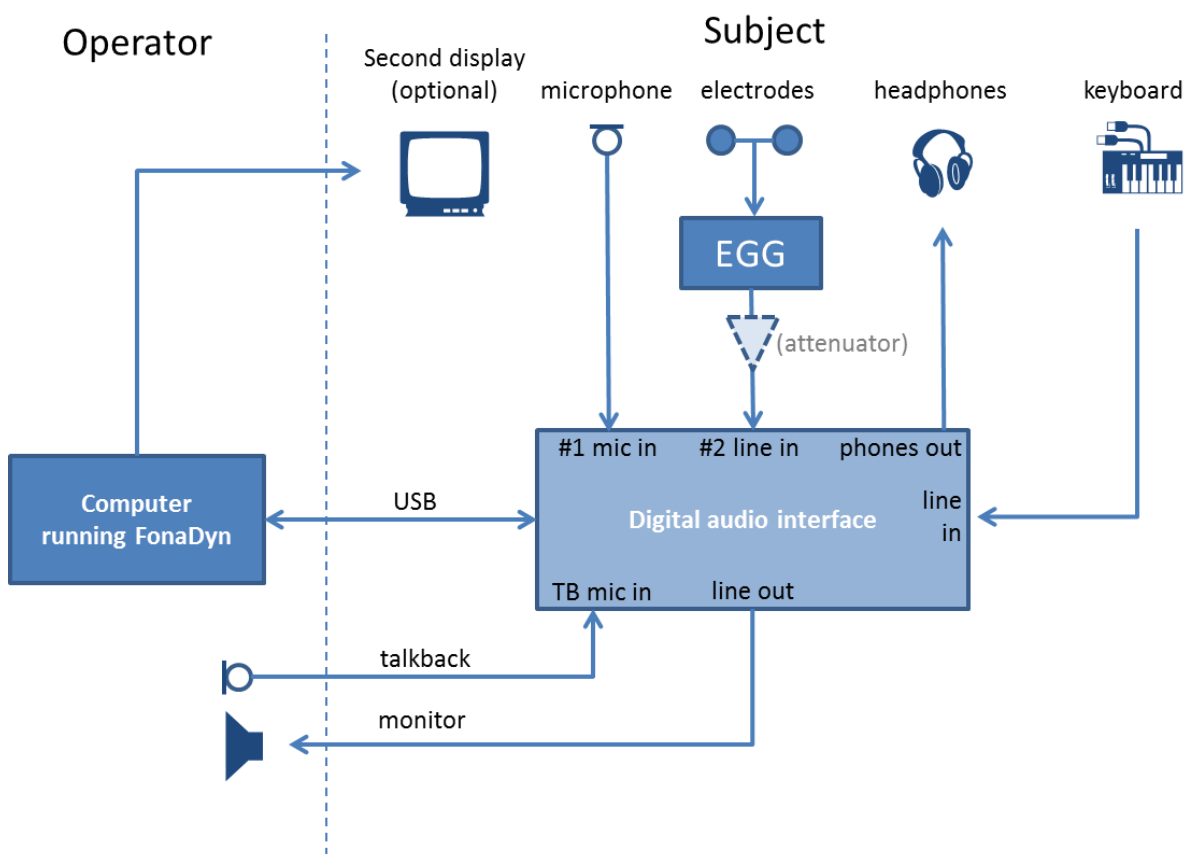 Operator
Subject
Second display
(optional)
microphone
electrodes
headphones
keyboard
EGG
(attenuator)
#1 mic in
#2 line in
phones out
line
in
Computer
running FonaDyn
USB
Digital audio interface
TB mic in
line out
talkback
monitor